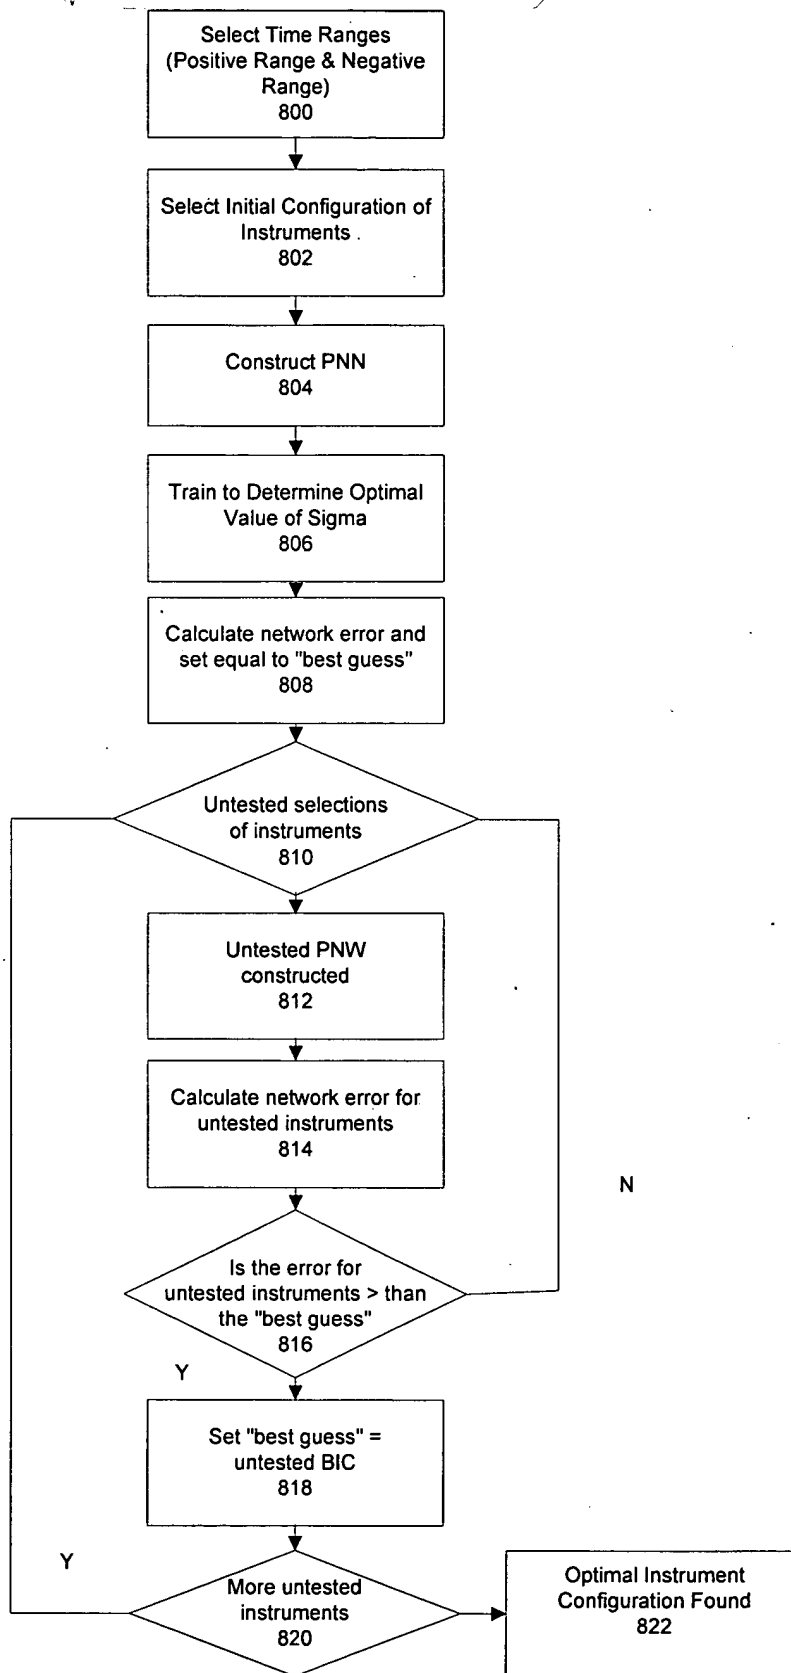 Select Time Ranges
(Positive Range & Negative
Range)
800
Select Initial Configuration of
Instruments
802
Construct PNN
804
Train to Determine Optimal
Value of Sigma
806
Calculate network error and
set equal to "best guess"
808
Untested selections
of instruments
810
Untested PNW
constructed
812
Calculate network error for
untested instruments
814
N
Is the error for
untested instruments > than
the "best guess"
816
Y
Set "best guess" =
untested BIC
818
Y
More untested
instruments
820
Optimal Instrument
Configuration Found
822